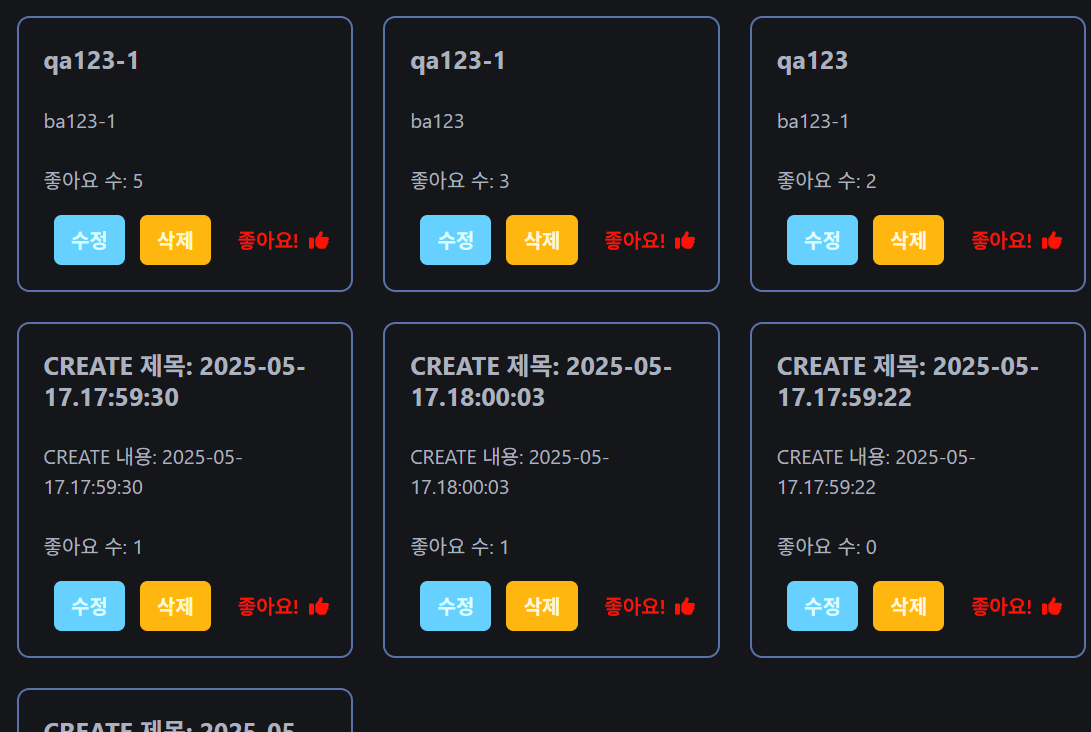 qa123-1
ba123-1
좋아요 수: 5
수정 삭제 좋아요!
qa123-1
ba123
좋아요 수: 3
수정 삭제 좋아요!
qa123
ba123-1
좋아요 수: 2
수정 삭제 좋아요!
CREATE 제목: 2025-05-
17.17:59:30
CREATE 내용: 2025-05-
17.17:59:30
좋아요 수: 1
수정 삭제 좋아요!
CREATE 제목: 2025-05-
17.18:00:03
CREATE 내용: 2025-05-
17.18:00:03
좋아요 수: 1
수정 삭제 좋아요!
CREATE 제목: 2025-05-
17.17:59:22
CREATE 내용: 2025-05-
17.17:59:22
좋아요 수: 0
수정 삭제 좋아요!
CREATE 제목: 2025-05-